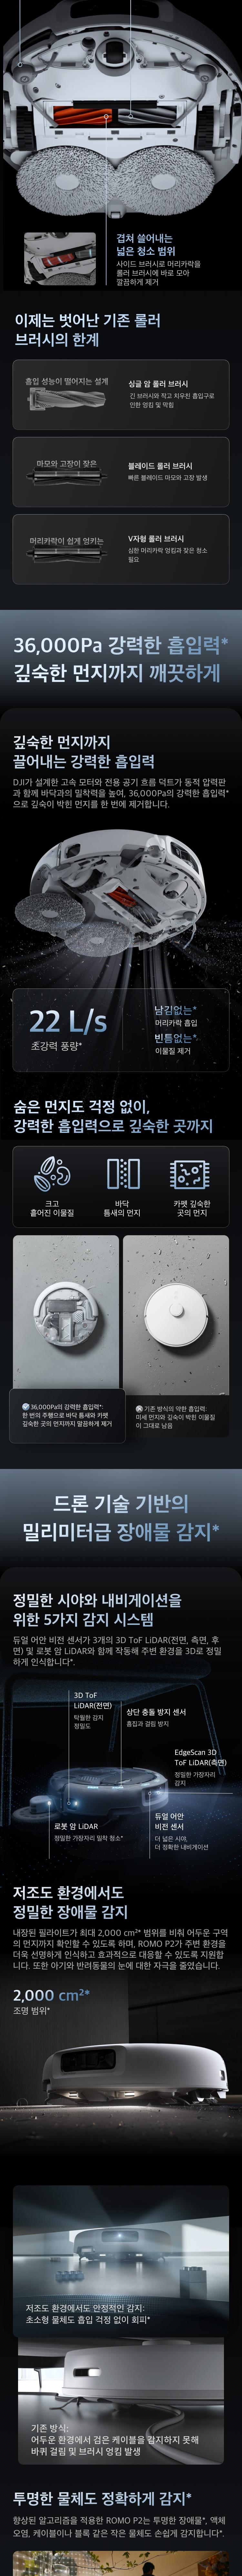 겹쳐 쓸어내는
넓은 청소 범위
사이드 브러시로 머리카락을
롤러 브러시에 바로 모아
깔끔하게 제거
이제는 벗어난 기존 롤러
브러시의 한계
흡입 성능이 떨어지는 설계
싱글 암 롤러 브러시
긴 브러시와 작고 치우친 흡입구로
인한 엉킴 및 막힘
마모와 고장이 잦은
블레이드 롤러 브러시
빠른 블레이드 마모와 고장 발생
머리카락이 쉽게 엉키는
V자형 롤러 브러시
심한 머리카락 엉킴과 잦은 청소
필요
36,000Pa 강력한 흡입력*
깊숙한 먼지까지 깨끗하게
깊숙한 먼지까지
끌어내는 강력한 흡입력
DJI가 설계한 고속 모터와 전용 공기 흐름 덕트가 동적 압력판
과 함께 바닥과의 밀착력을 높여, 36,000Pa의 강력한 흡입력*
으로 깊숙이 박힌 먼지를 한 번에 제거합니다.
22 L/s
초강력 풍량*
남김없는*
머리카락 흡입
빈틈없는*
이물질 제거
숨은 먼지도 걱정 없이,
강력한 흡입력으로 깊숙한 곳까지
크고
흩어진 이물질
바닥
틈새의 먼지
카펫 깊숙한
곳의 먼지
36,000Pa의 강력한 흡입력*:
한 번의 주행으로 바닥 틈새와 카펫
깊숙한 곳의 먼지까지 말끔하게 제거
기존 방식의 약한 흡입력:
미세 먼지와 깊숙이 박힌 이물질
이 그대로 남음
드론 기술 기반의
밀리미터급 장애물 감지*
정밀한 시야와 내비게이션을
위한 5가지 감지 시스템
듀얼 어안 비전 센서가 3개의 3D ToF LiDAR(전면, 측면, 후
면) 및 로봇 암 LiDAR와 함께 작동해 주변 환경을 3D로 정밀
하게 인식합니다*.
3D ToF
LiDAR(전면)
탁월한 감지
정밀도
상단 충돌 방지 센서
흡집과 걸림 방지
EdgeScan 3D
ToF LiDAR(측면)
정밀한 가장자리
감지
로봇 암 LiDAR
정밀한 가장자리 밀착 청소*
듀얼 어안
비전 센서
더 넓은 시야,
더 정확한 내비게이션
저조도 환경에서도
정밀한 장애물 감지
내장된 필라이트가 최대 2,000 cm²* 범위를 비춰 어두운 구역
의 먼지까지 확인할 수 있도록 하며, ROMO P2가 주변 환경을
더욱 선명하게 인식하고 효과적으로 대응할 수 있도록 지원합
니다. 또한 아기와 반려동물의 눈에 대한 자극을 줄였습니다.
2,000 cm²*
조명 범위*
저조도 환경에서도 안정적인 감지:
초소형 물체도 흡입 걱정 없이 회피*
기존 방식:
어두운 환경에서 검은 케이블을 감지하지 못해
바퀴 걸림 및 브러시 엉킴 발생
투명한 물체도 정확하게 감지*
향상된 알고리즘을 적용한 ROMO P2는 투명한 장애물*, 액체
오염, 케이블이나 블록 같은 작은 물체도 손쉽게 감지합니다*.